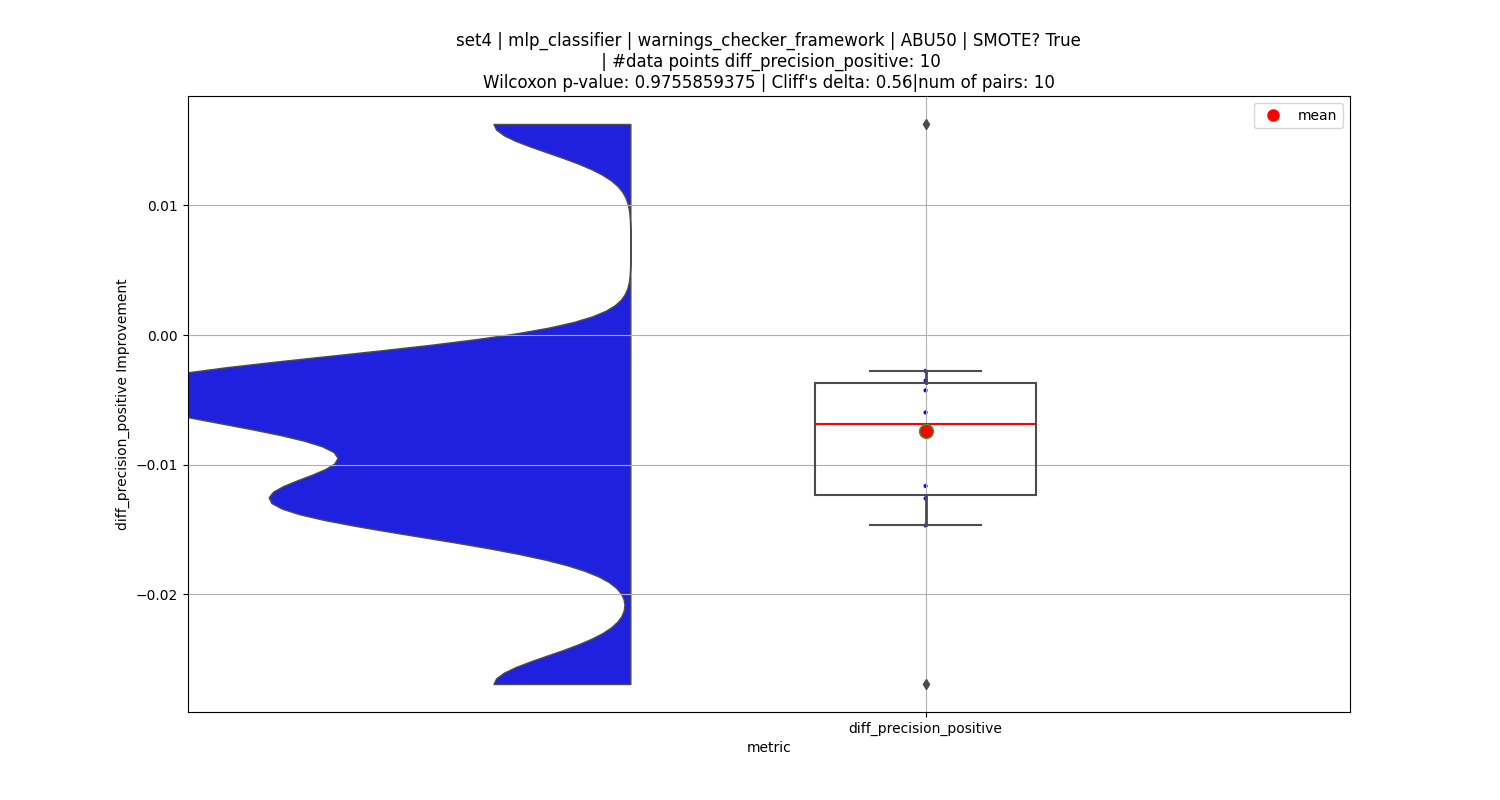 set4 | mlp_classifier | warnings_checker_framework | ABU50 | SMOTE? True
| #data points diff_precision_positive: 10
Wilcoxon p-value: 0.9755859375 | Cliff's delta: 0.56|num of pairs: 10
mean
0.01
0.00
−0.01
−0.02
diff_precision_positive Improvement
diff_precision_positive
metric